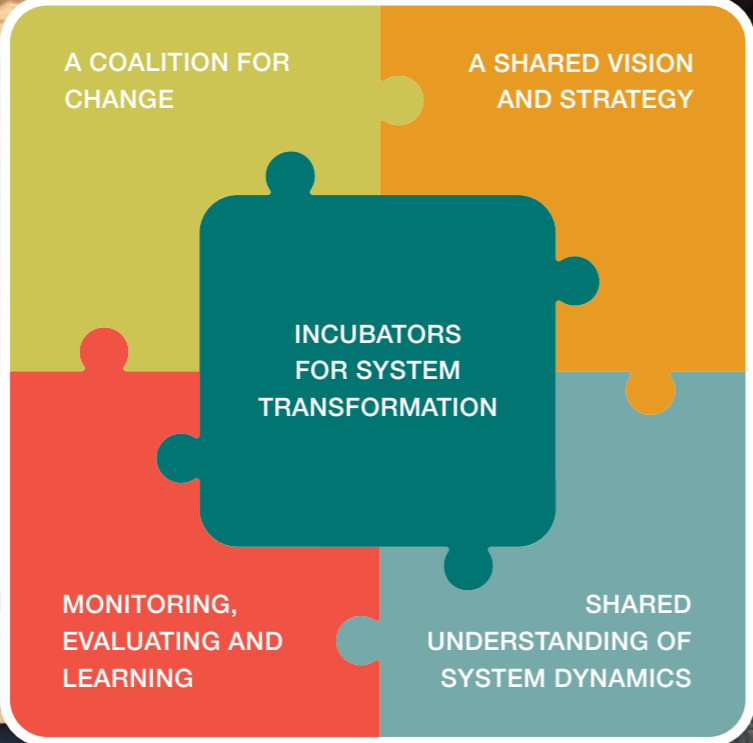 A COALITION FOR
CHANGE
A SHARED VISION
AND STRATEGY
INCUBATORS
FOR SYSTEM
TRANSFORMATION
MONITORING,
EVALUATING AND
LEARNING
SHARED
UNDERSTANDING OF
SYSTEM DYNAMICS